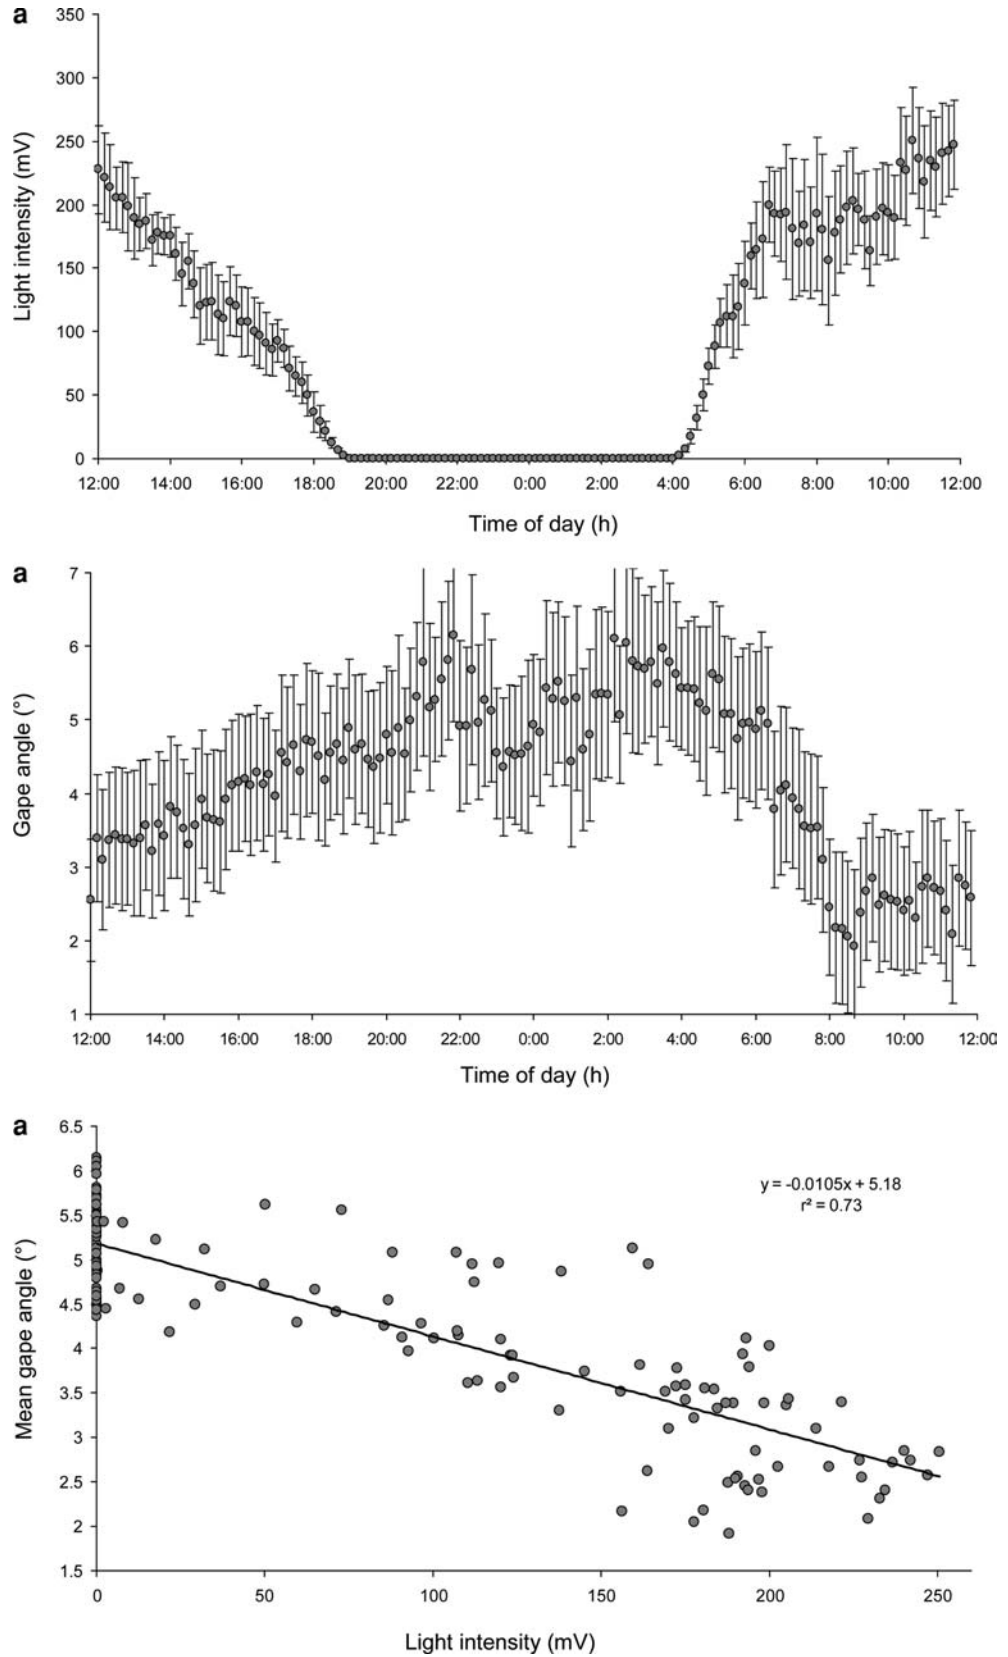 a
350
300
250
200
150
100
50
0
Light intensity (mV)
12:00 14:00 16:00 18:00 20:00 22:00 0:00 2:00 4:00 6:00 8:00 10:00 12:00
Time of day (h)
a
7
6
5
4
3
2
1
Gape angle (°)
12:00 14:00 16:00 18:00 20:00 22:00 0:00 2:00 4:00 6:00 8:00 10:00 12:00
Time of day (h)
a
6.5
6
5.5
5
4.5
4
3.5
3
2.5
2
1.5
Mean gape angle (°)
y = -0.0105x + 5.18
r² = 0.73
0 50 100 150 200 250
Light intensity (mV)